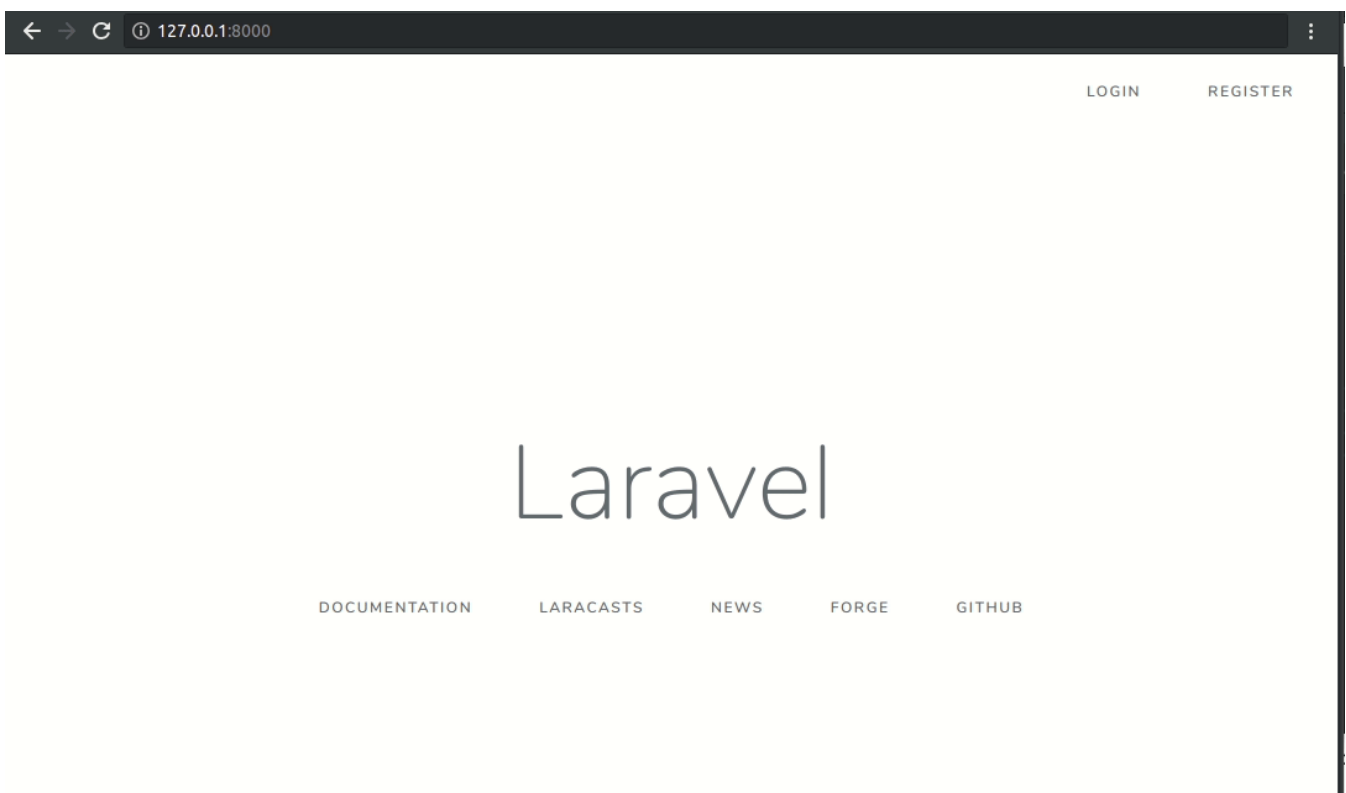 127.0.0.1:8000
LOGIN REGISTER
Laravel
DOCUMENTATION LARACASTS NEWS FORGE GITHUB